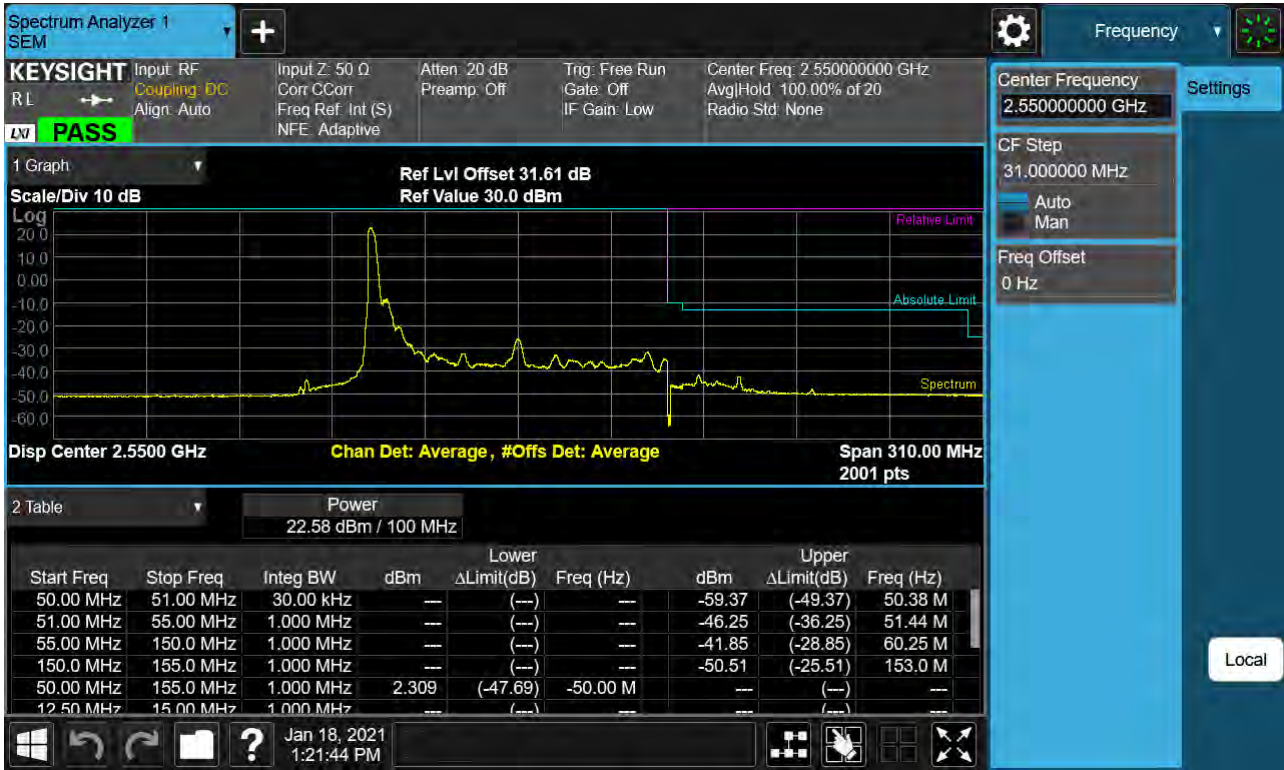 Spectrum Analyzer 1
SEM
+
Frequency
KEYSIGHT
RL
LXI
PASS
Input: RF
Coupling: DC
Align: Auto
Input Z: 50 Ω
Corr CCorr
Freq Ref: Int (S)
NFE: Adaptive
Atten: 20 dB
Preamp: Off
Trig: Free Run
Gate: Off
IF Gain: Low
Center Freq: 2.550000000 GHz
Avg|Hold: 100.00% of 20
Radio Std: None
Center Frequency
2.550000000 GHz
Settings
CF Step
31.000000 MHz
Auto
Man
Freq Offset
0 Hz
Local
1 Graph
Scale/Div 10 dB
Ref Lvl Offset 31.61 dB
Ref Value 30.0 dBm
Log
20.0
10.0
0.00
-10.0
-20.0
-30.0
-40.0
-50.0
-60.0
Relative Limit
Absolute Limit
Spectrum
Disp Center 2.5500 GHz
Chan Det: Average , #Offs Det: Average
Span 310.00 MHz
2001 pts
2 Table
Power
22.58 dBm / 100 MHz
Lower Upper
Start Freq Stop Freq Integ BW dBm ΔLimit(dB) Freq (Hz) dBm ΔLimit(dB) Freq (Hz)
50.00 MHz 51.00 MHz 30.00 kHz --- (---) --- -59.37 (-49.37) 50.38 M
51.00 MHz 55.00 MHz 1.000 MHz --- (---) --- -46.25 (-36.25) 51.44 M
55.00 MHz 150.0 MHz 1.000 MHz --- (---) --- -41.85 (-28.85) 60.25 M
150.0 MHz 155.0 MHz 1.000 MHz --- (---) --- -50.51 (-25.51) 153.0 M
50.00 MHz 155.0 MHz 1.000 MHz 2.309 (-47.69) -50.00 M --- (---) ---
12.50 MHz 15.00 MHz 1.000 MHz --- (---) --- --- (---) ---
?
Jan 18, 2021
1:21:44 PM